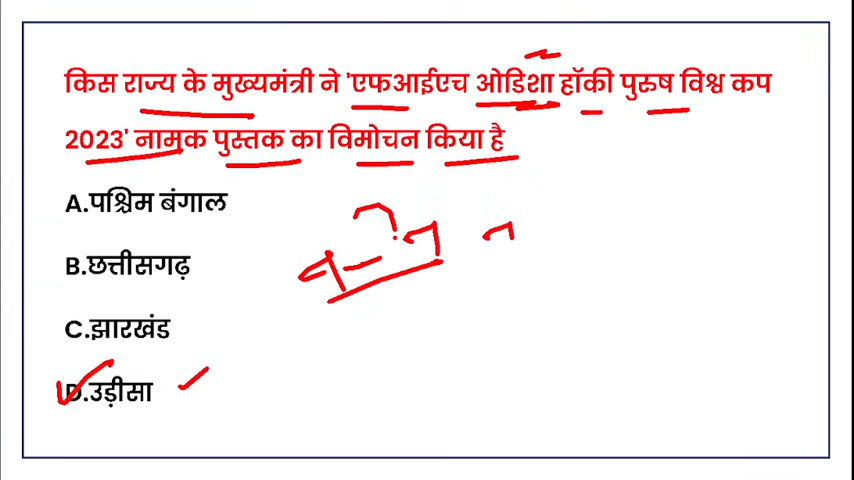 किस राज्य के मुख्यमंत्री ने 'एफआईएच ओडिशा हॉकी पुरुष विश्व कप
2023' नामक पुस्तक का विमोचन किया है
A.पश्चिम बंगाल
B.छत्तीसगढ़
C.झारखंड
D.उड़ीसा